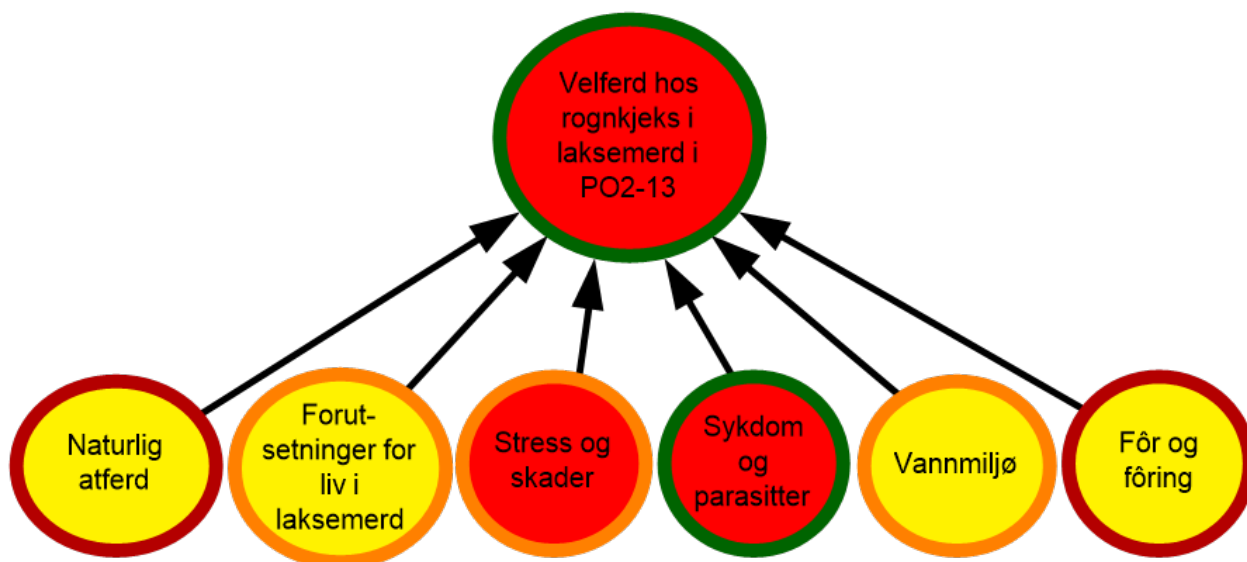 Velferd hos
rognkjeks i
laksemerd i
PO2-13
Naturlig
atferd
Forut-
setninger for
liv i
laksemerd
Stress og
skader
Sykdom
og
parasitter
Vannmiljø
Fôr og
fôring